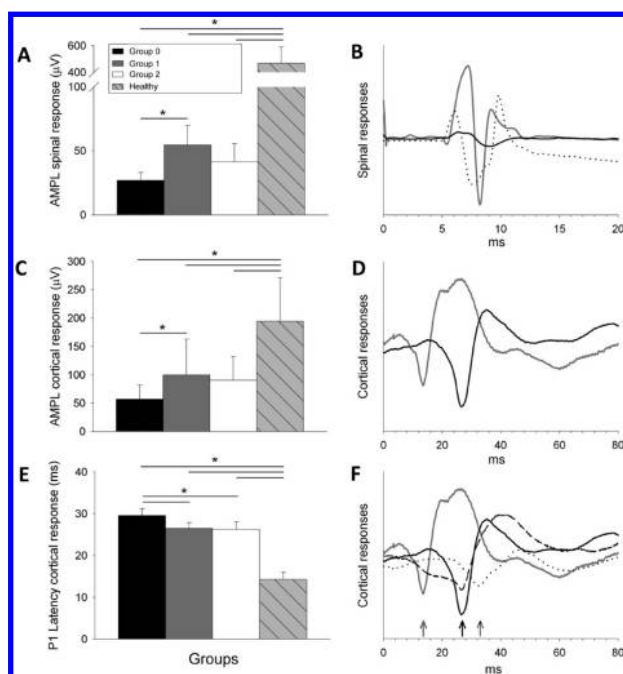 A
AMPL spinal response (µV)
600
400
100
50
0
*
*
Group 0
Group 1
Group 2
Healthy
B
Spinal responses
0 5 10 15 20
ms
C
AMPL cortical response (µV)
300
250
200
150
100
50
0
*
*
D
Cortical responses
0 20 40 60 80
ms
E
P1 Latency cortical response (ms)
40
30
20
10
0
*
*
Groups
F
Cortical responses
0 20 40 60 80
ms